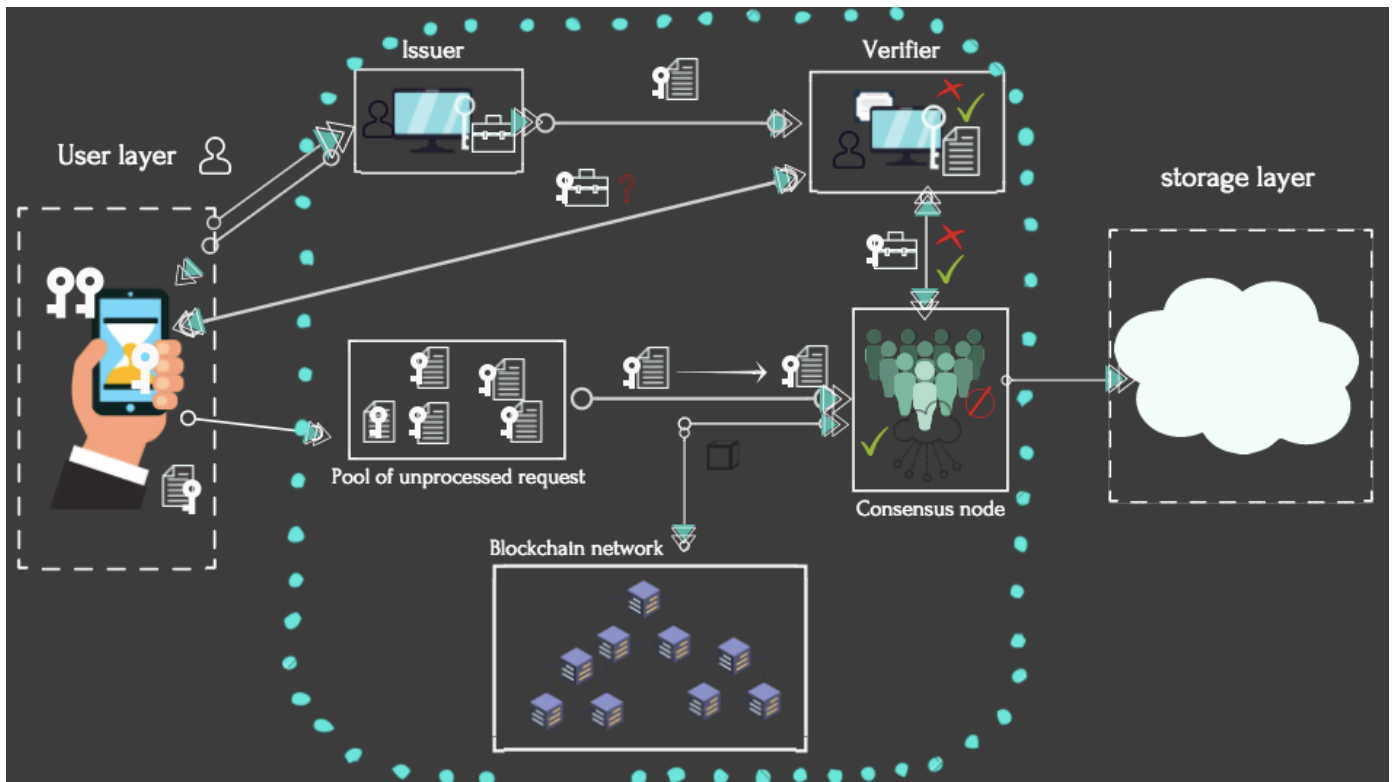 Issuer
Verifier
User layer
storage layer
?
Pool of unprocessed request
Consensus node
Blockchain network